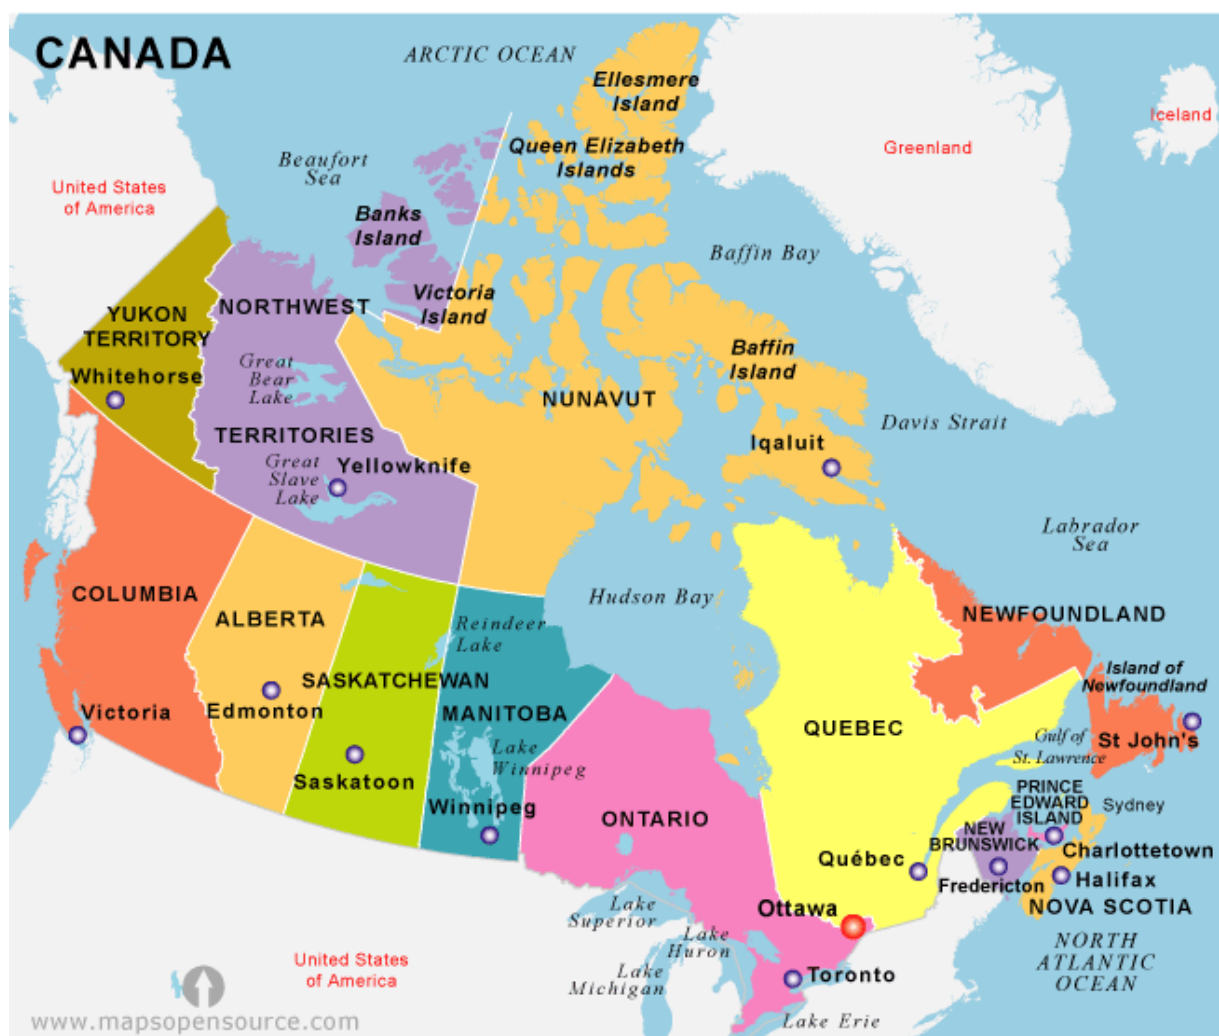 CANADA
ARCTIC OCEAN
Ellesmere
Island
Iceland
Queen Elizabeth
Islands
Greenland
Beaufort
Sea
United States
of America
Banks
Island
Baffin Bay
Victoria
Island
NORTHWEST
YUKON
TERRITORY
Great
Bear
Lake
Baffin
Island
Whitehorse
NUNAVUT
Davis Strait
TERRITORIES
Iqaluit
Great
Slave
Lake
Yellowknife
Labrador
Sea
COLUMBIA
Hudson Bay
ALBERTA
Reindeer
Lake
NEWFOUNDLAND
Island of
Newfoundland
SASKATCHEWAN
Victoria
Edmonton
MANITOBA
QUEBEC
Gulf of
St. Lawrence
St John's
Lake
Winnipeg
Saskatoon
PRINCE
EDWARD
ISLAND
Sydney
Winnipeg
ONTARIO
NEW
BRUNSWICK
Charlottetown
Québec
Fredericton
Halifax
Ottawa
NOVA SCOTIA
Lake
Superior
Lake
Huron
NORTH
ATLANTIC
OCEAN
United States
of America
Lake
Michigan
Toronto
Lake Erie
www.mapsopensource.com